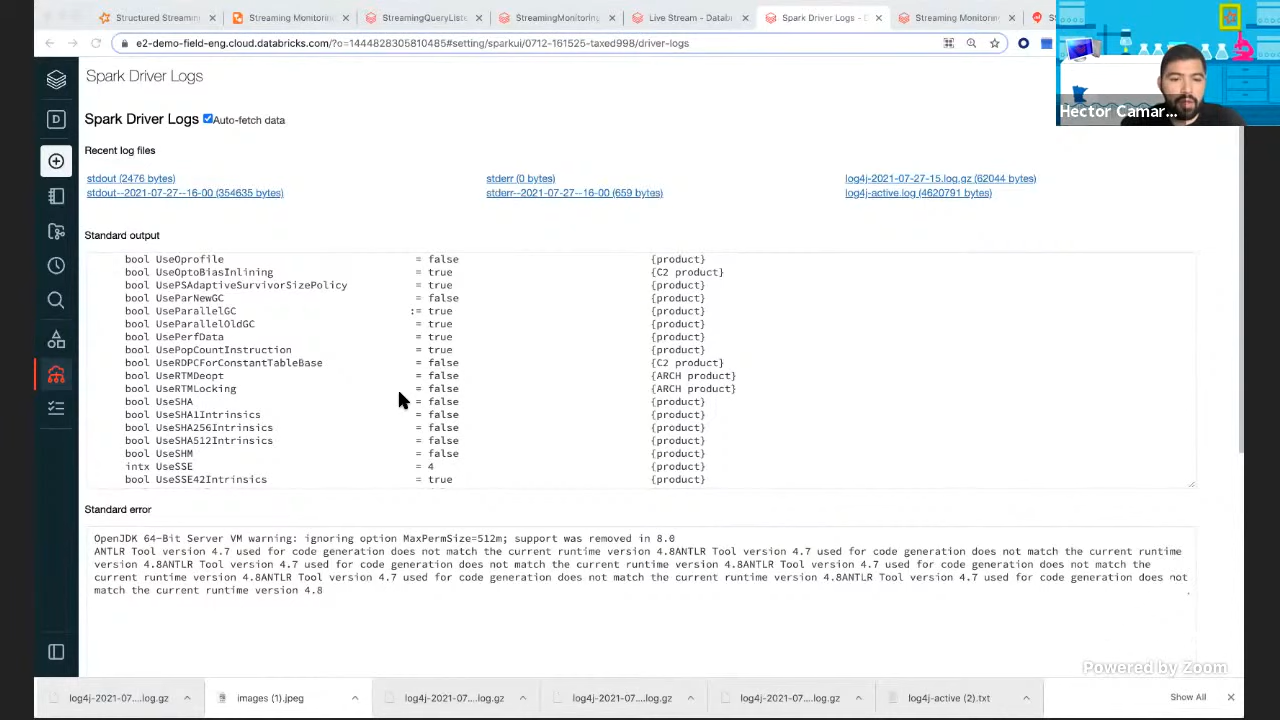 Structured Streamin
Streaming Monitorin
StreamingQueryListe
StreamingMonitoring
Live Stream - Datab
Spark Driver Logs - D
Streaming Monitorin
e2-demo-field-eng.cloud.databricks.com/?o=1444828305810485#setting/sparkui/0712-161525-taxed998/driver-logs
Hector Camar...
Spark Driver Logs
Spark Driver Logs Auto-fetch data
Recent log files
stdout (2476 bytes)
stderr (0 bytes)
log4j-2021-07-27-15.log.gz (62044 bytes)
stdout--2021-07-27--16-00 (354635 bytes)
stderr--2021-07-27--16-00 (659 bytes)
log4j-active.log (4620791 bytes)
Standard output
bool UseOprofile = false {product}
bool UseOptoBiasInlining = true {C2 product}
bool UsePSAdaptiveSurvivorSizePolicy = true {product}
bool UseParNewGC = false {product}
bool UseParallelGC := true {product}
bool UseParallelOldGC = true {product}
bool UsePerfData = true {product}
bool UsePopCountInstruction = true {product}
bool UseRDPCForConstantTableBase = false {C2 product}
bool UseRTMDeopt = false {ARCH product}
bool UseRTMLocking = false {ARCH product}
bool UseSHA = false {product}
bool UseSHA1Intrinsics = false {product}
bool UseSHA256Intrinsics = false {product}
bool UseSHA512Intrinsics = false {product}
bool UseSHM = false {product}
intx UseSSE = 4 {product}
bool UseSSE42Intrinsics = true {product}
Standard error
OpenJDK 64-Bit Server VM warning: ignoring option MaxPermSize=512m; support was removed in 8.0
ANTLR Tool version 4.7 used for code generation does not match the current runtime version 4.8ANTLR Tool version 4.7 used for code generation does not match the current runtime
version 4.8ANTLR Tool version 4.7 used for code generation does not match the current runtime version 4.8ANTLR Tool version 4.7 used for code generation does not match the
current runtime version 4.8ANTLR Tool version 4.7 used for code generation does not match the current runtime version 4.8ANTLR Tool version 4.7 used for code generation does not
match the current runtime version 4.8
Powered by Zoom
log4j-2021-07....log.gz
images (1).jpeg
log4j-2021-07....log.gz
log4j-2021-07....log.gz
log4j-2021-07....log.gz
log4j-active (2).txt
Show All